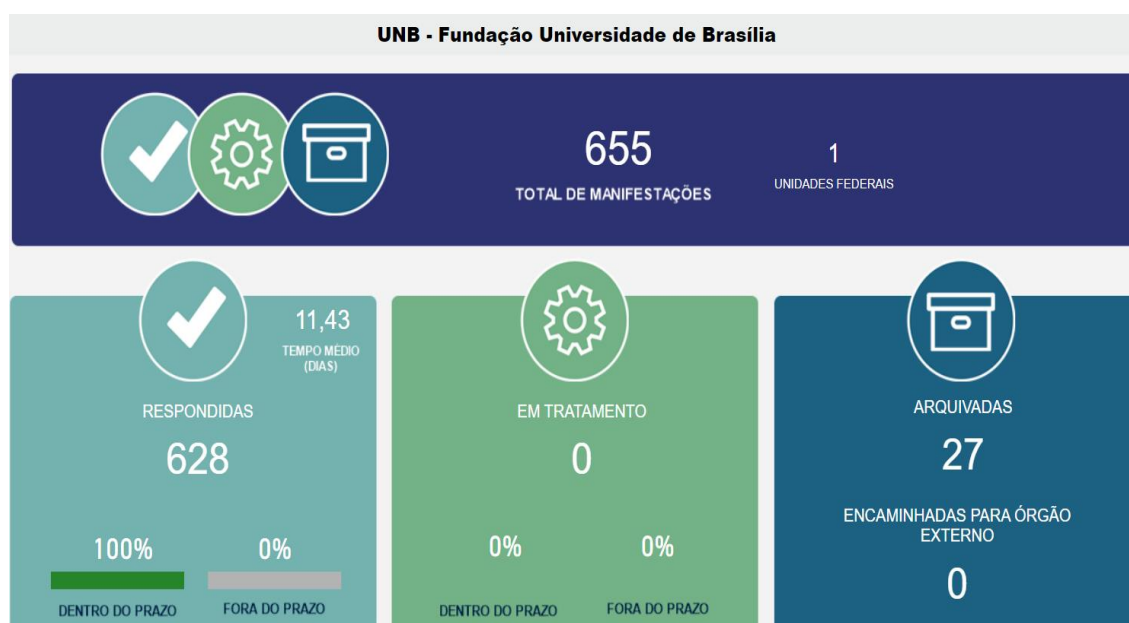 UNB - Fundação Universidade de Brasília
655
TOTAL DE MANIFESTAÇÕES
1
UNIDADES FEDERAIS
11,43
TEMPO MÉDIO
(DIAS)
RESPONDIDAS
628
100%
0%
DENTRO DO PRAZO
FORA DO PRAZO
EM TRATAMENTO
0
0%
0%
DENTRO DO PRAZO
FORA DO PRAZO
ARQUIVADAS
27
ENCAMINHADAS PARA ÓRGÃO
EXTERNO
0